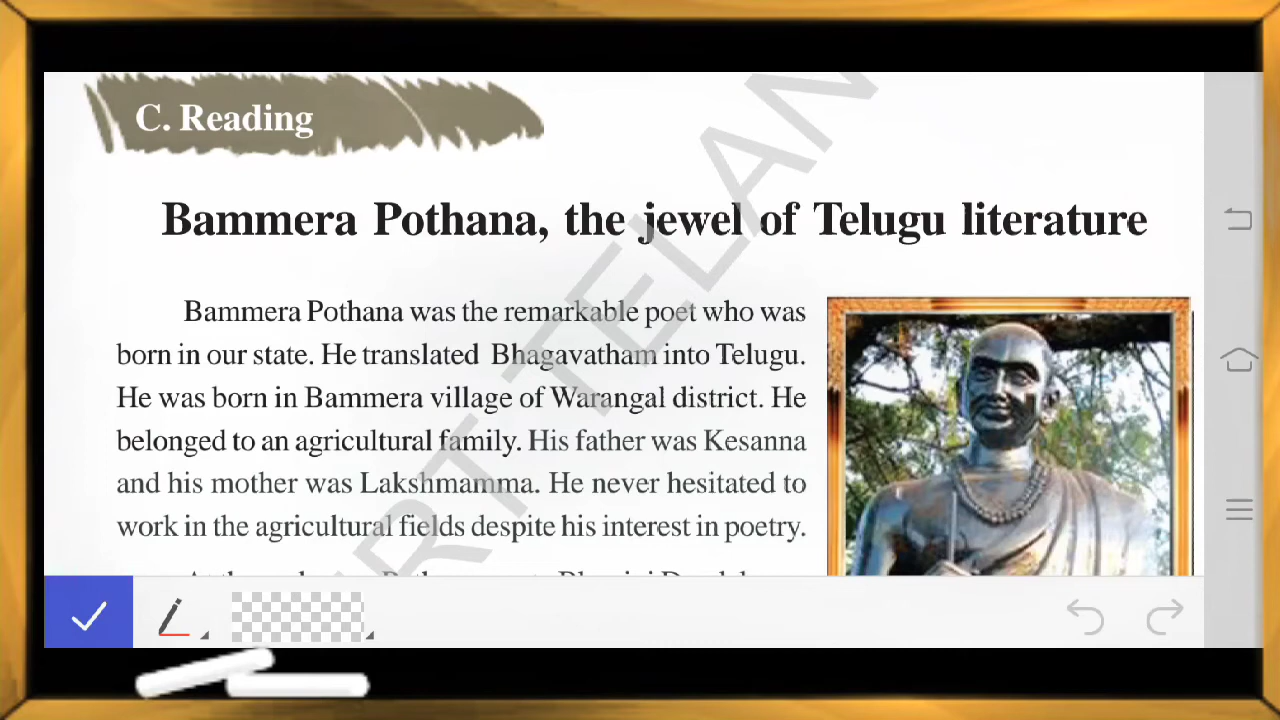 C. Reading
Bammera Pothana, the jewel of Telugu literature
Bammera Pothana was the remarkable poet who was
born in our state. He translated Bhagavatham into Telugu.
He was born in Bammera village of Warangal district. He
belonged to an agricultural family. His father was Kesanna
and his mother was Lakshmamma. He never hesitated to
work in the agricultural fields despite his interest in poetry.
RT TELAN